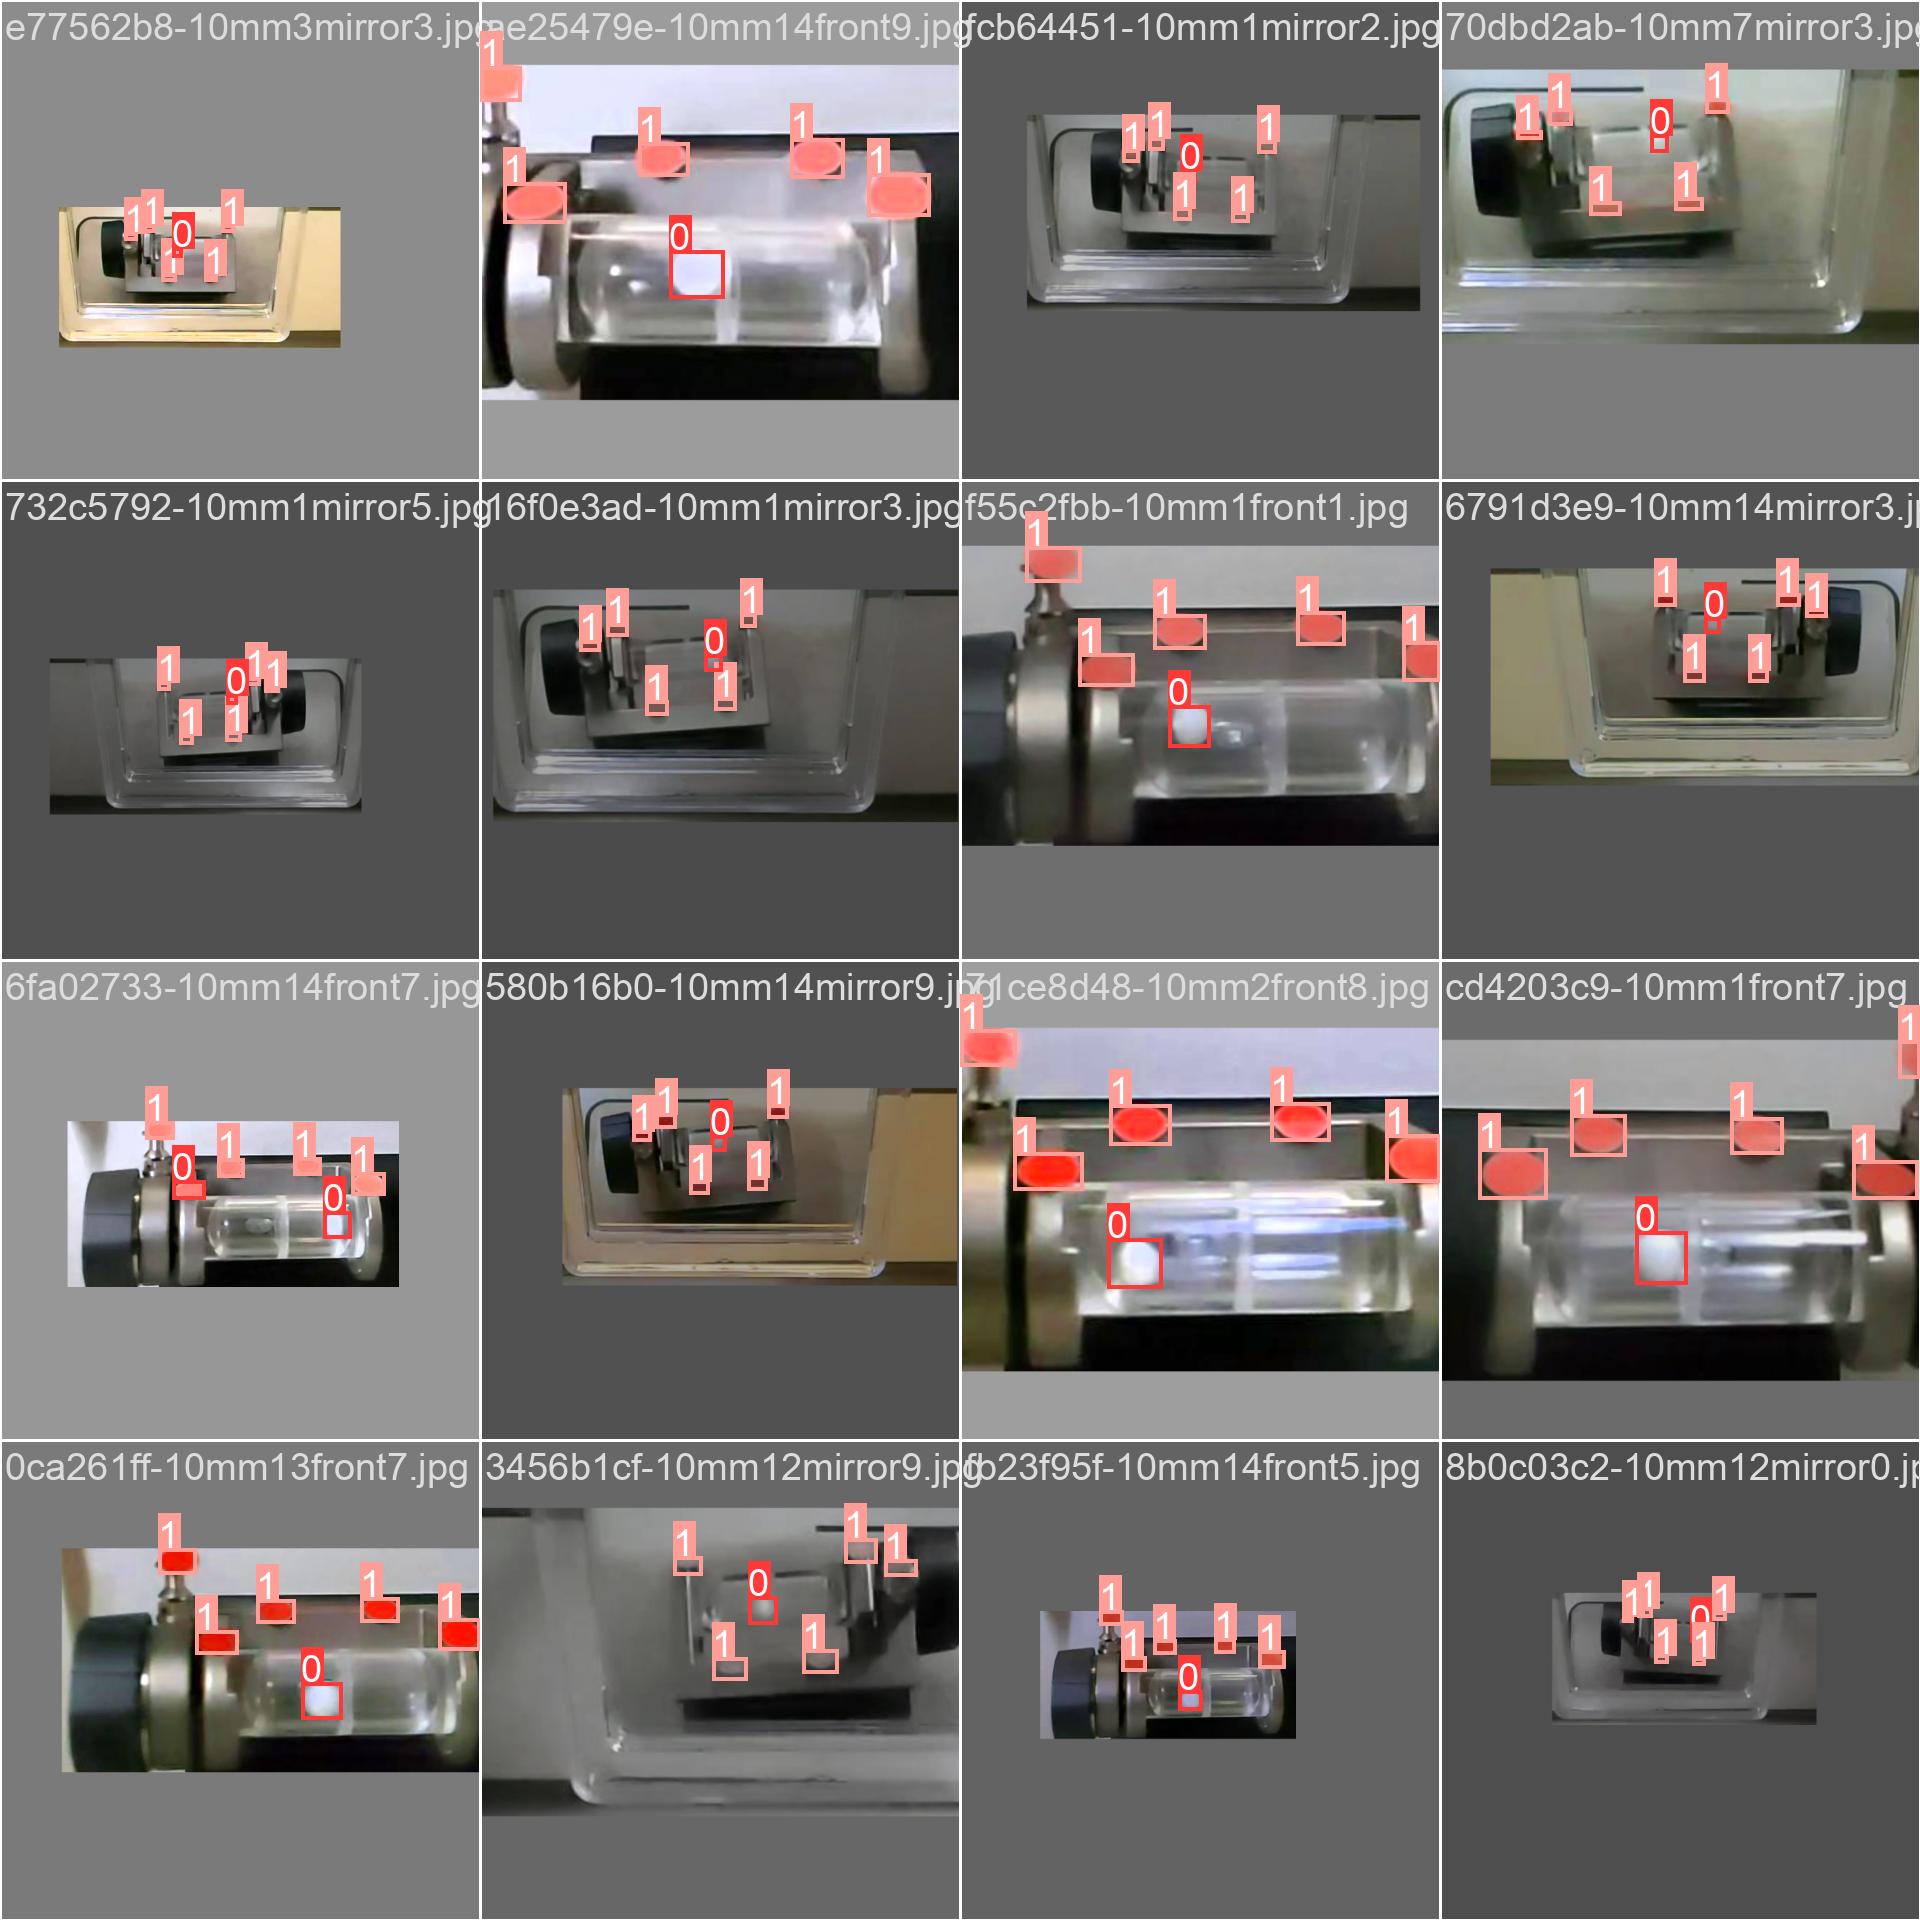 e77562b8-10mm3mirror3.jpg
ae25479e-10mm14front9.jpg
fcb64451-10mm1mirror2.jpg
70dbd2ab-10mm7mirror3.jpg
1 1 1 0 1 1
1 1 1 1 1 0
1 1 1 0 1 1
1 1 1 0 1 1
732c5792-10mm1mirror5.jpg
16f0e3ad-10mm1mirror3.jpg
f55c2fbb-10mm1front1.jpg
6791d3e9-10mm14mirror3.jpg
1 1 1 0 1 1
1 1 1 0 1 1
1 1 1 1 1 0
1 1 1 0 1 1
6fa02733-10mm14front7.jpg
580b16b0-10mm14mirror9.jpg
71ce8d48-10mm2front8.jpg
cd4203c9-10mm1front7.jpg
1 1 1 1 0 0
1 1 1 0 1 1
1 1 1 1 1 0
1 1 1 1 1 0
0ca261ff-10mm13front7.jpg
3456b1cf-10mm12mirror9.jpg
fb23f95f-10mm14front5.jpg
8b0c03c2-10mm12mirror0.jp
1 1 1 1 1 0
1 1 1 0 1 1
1 1 1 1 1 0
1 1 1 0 1 1